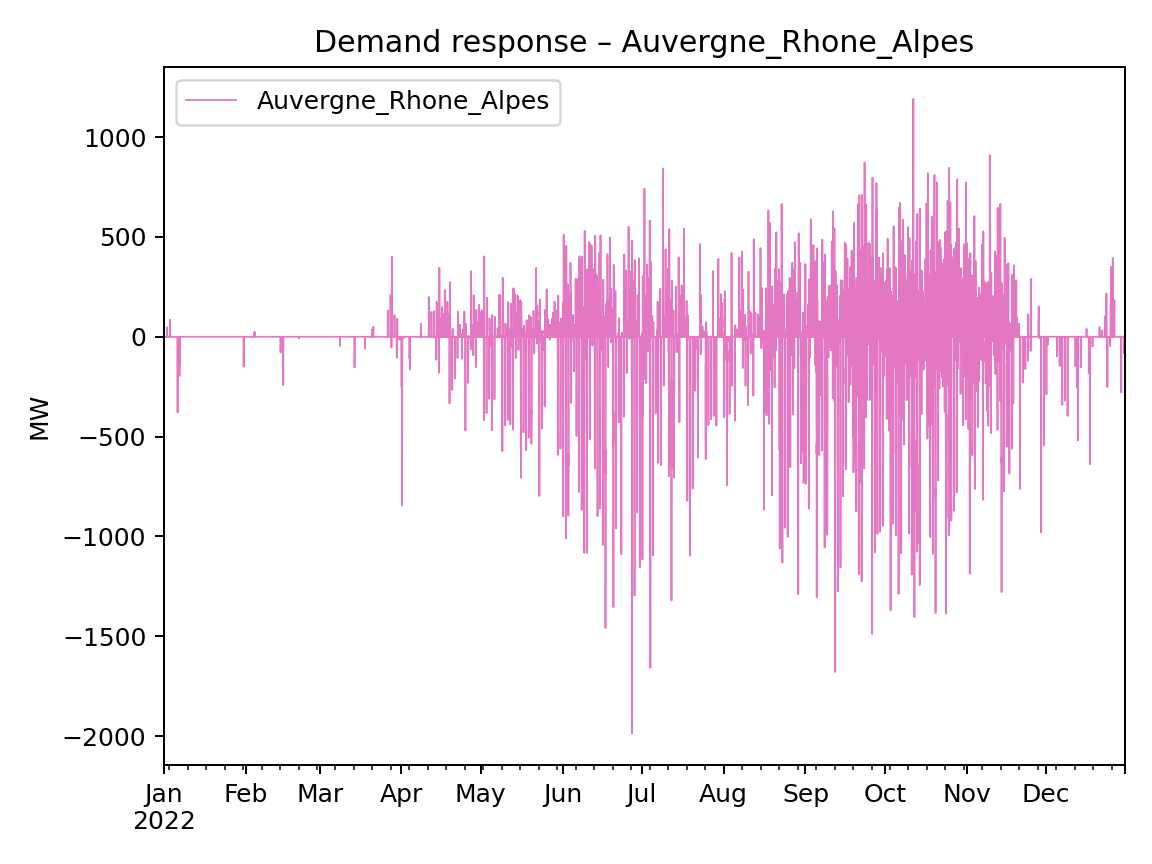 Demand response – Auvergne_Rhone_Alpes
Auvergne_Rhone_Alpes
1000
500
0
−500
−1000
−1500
−2000
MW
Jan Feb Mar Apr May Jun Jul Aug Sep Oct Nov Dec
2022